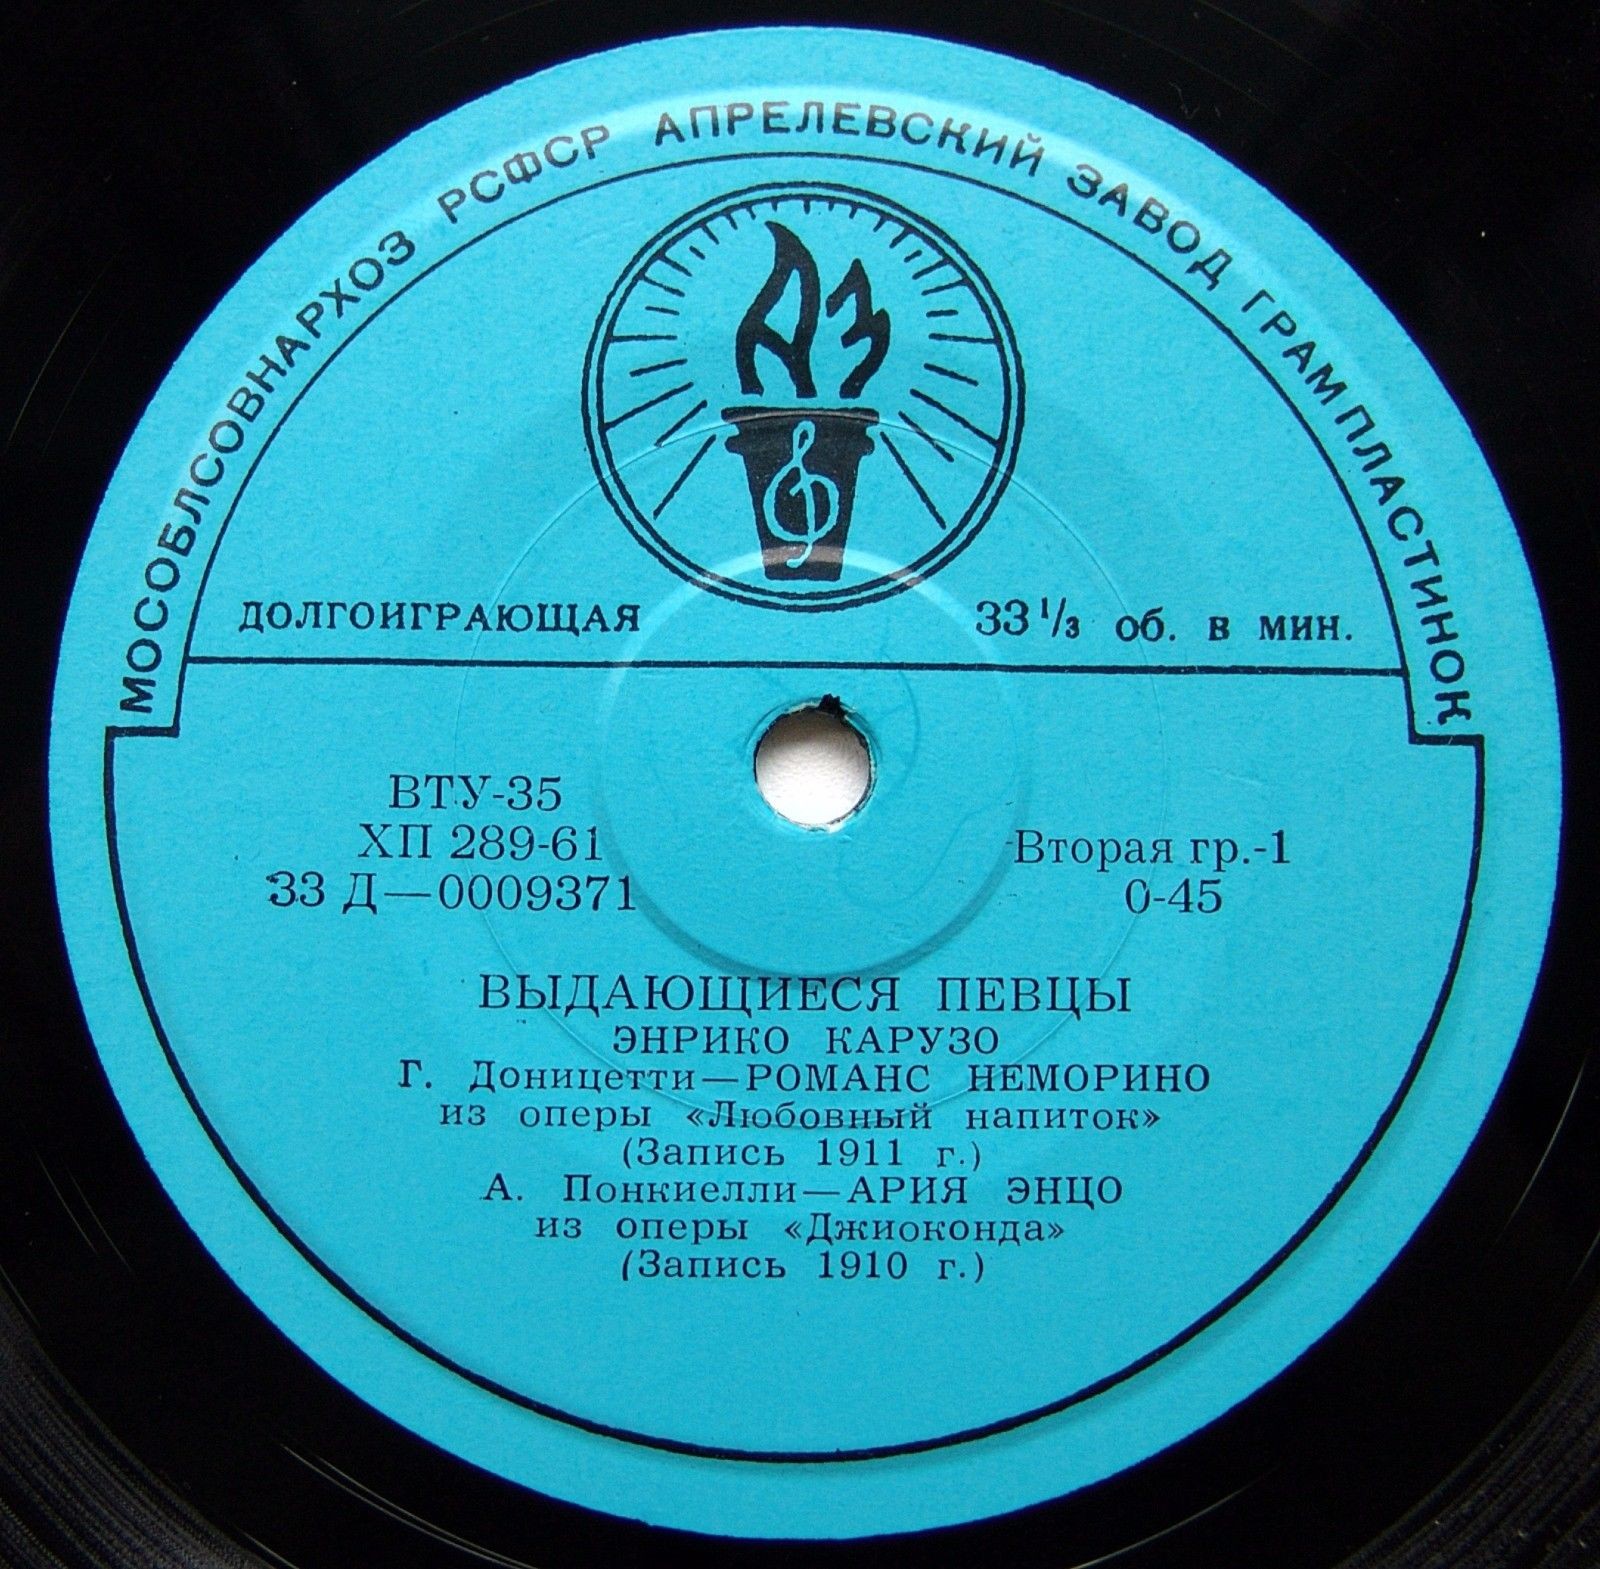 МОСОБЛСОВНАРХОЗ РСФСР АПРЕЛЕВСКИЙ ЗАВОД ГРАМПЛАСТИНОК
АЗ
ДОЛГОИГРАЮЩАЯ
33 1/3 об. в мин.
ВТУ-35
ХП 289-61
33 Д—0009371
Вторая гр.-1
0-45
ВЫДАЮЩИЕСЯ ПЕВЦЫ
ЭНРИКО КАРУЗО
Г. Доницетти—РОМАНС НЕМОРИНО
из оперы «Любовный напиток»
(Запись 1911 г.)
А. Понкиелли—АРИЯ ЭНЦО
из оперы «Джиоконда»
(Запись 1910 г.)